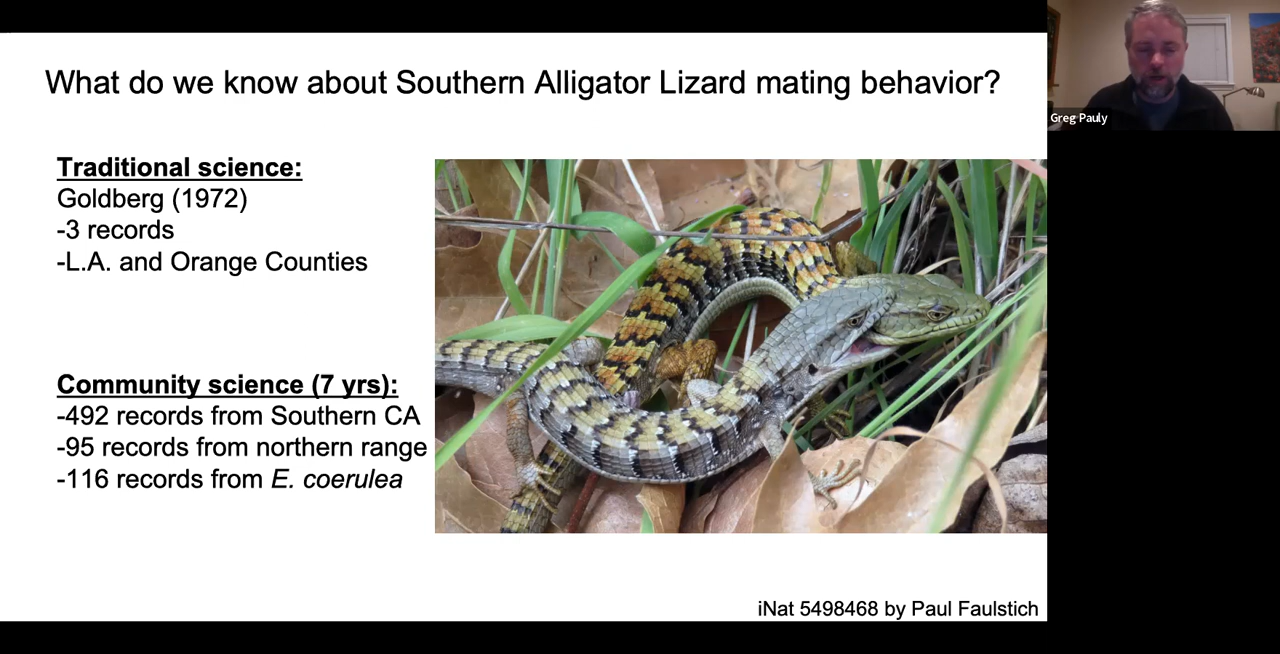 What do we know about Southern Alligator Lizard mating behavior?
Greg Pauly
Traditional science:
Goldberg (1972)
-3 records
-L.A. and Orange Counties
Community science (7 yrs):
-492 records from Southern CA
-95 records from northern range
-116 records from E. coerulea
iNat 5498468 by Paul Faulstich